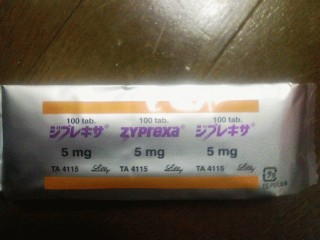 100 tab. 100 tab. 100 tab.
ジプレキサ® zyprexa® ジプレキサ®
5 mg 5 mg 5 mg
TA 4115 Lilly TA 4115 Lilly TA 4115 Lilly